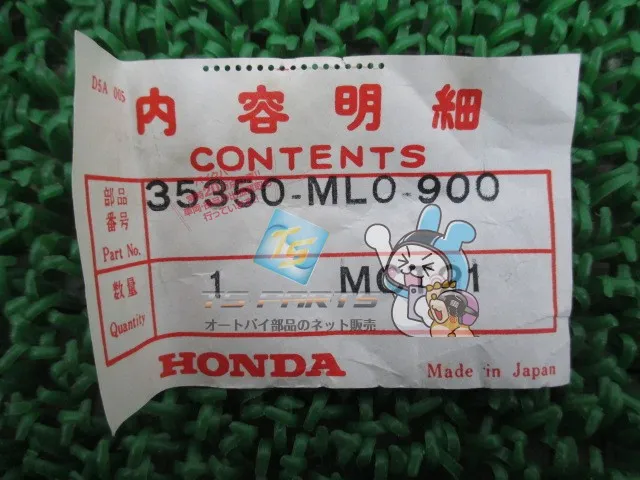 DSA 005
内容明細
CONTENTS
部品番号
Part No.
35350-ML0-900
数量
Quantity
1
TS
TS PARTS
オートバイ部品のネット販売
HONDA
Made in Japan